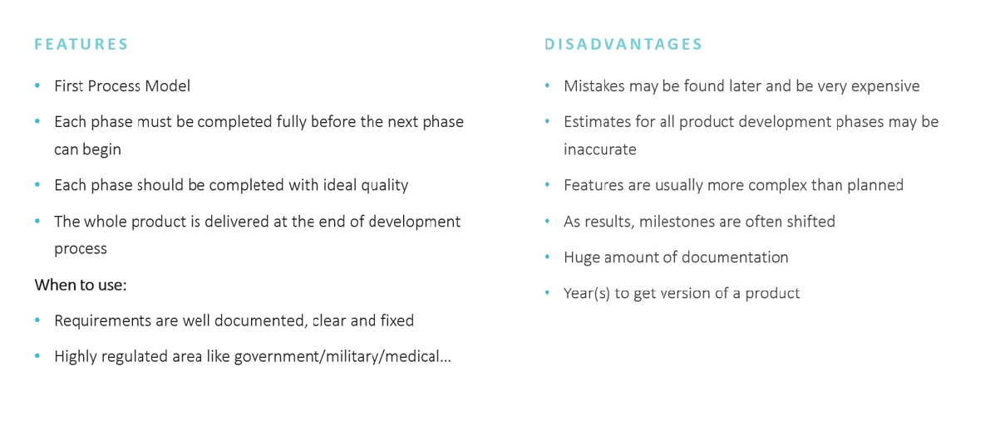 FEATURES
• First Process Model
• Each phase must be completed fully before the next phase
can begin
• Each phase should be completed with ideal quality
• The whole product is delivered at the end of development
process
When to use:
• Requirements are well documented, clear and fixed
• Highly regulated area like government/military/medical...
DISADVANTAGES
• Mistakes may be found later and be very expensive
• Estimates for all product development phases may be
inaccurate
• Features are usually more complex than planned
• As results, milestones are often shifted
• Huge amount of documentation
• Year(s) to get version of a product